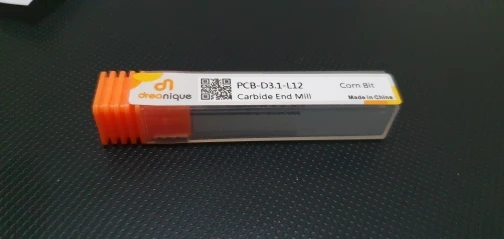 dreanique
PCB-D3.1-L12
Carbide End Mill
Corn Bit
Made in China